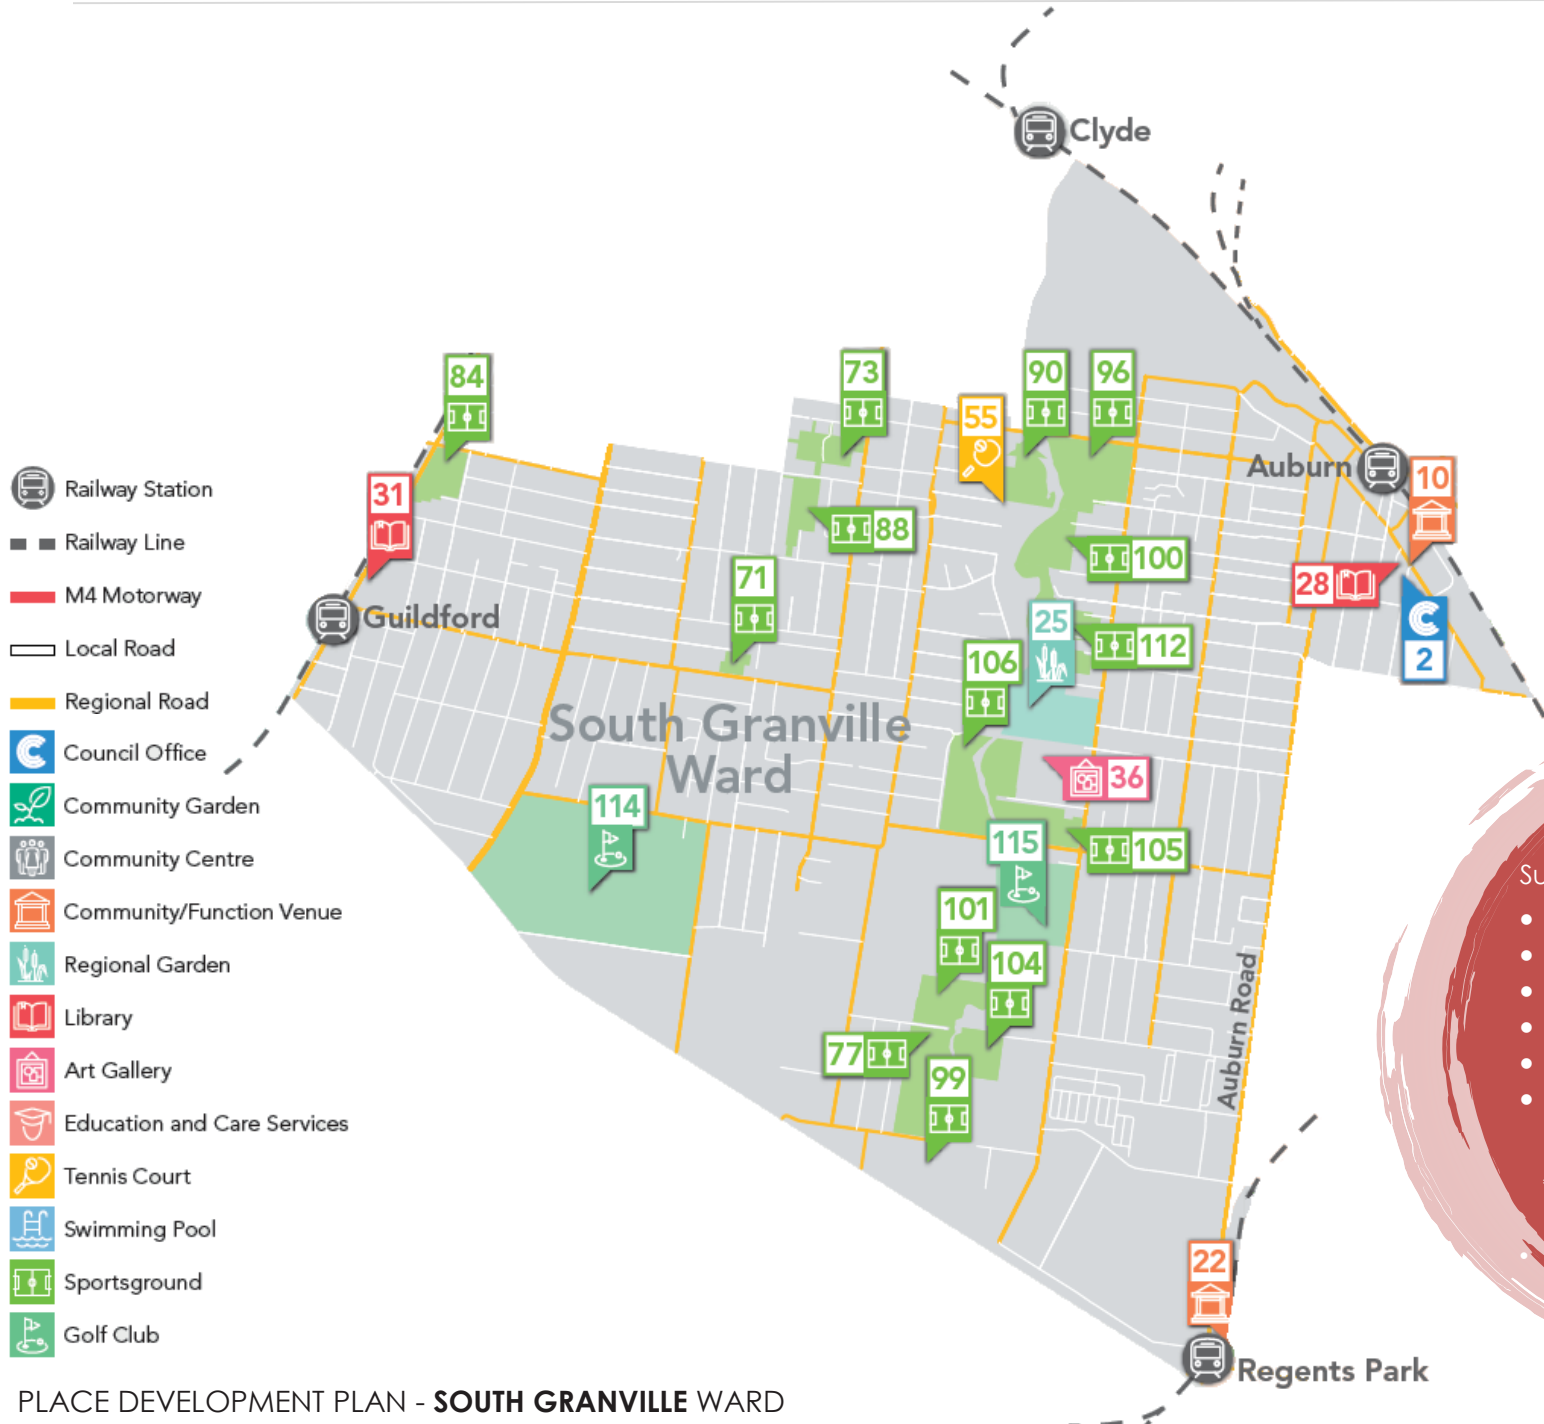 Clyde
84
73
90
96
55
Auburn
10
31
88
100
71
28
Guildford
25
112
2
106
South Granville
Ward
36
114
115
105
101
104
77
99
Auburn Road
22
Regents Park
Railway Station
Railway Line
M4 Motorway
Local Road
Regional Road
Council Office
Community Garden
Community Centre
Community/Function Venue
Regional Garden
Library
Art Gallery
Education and Care Services
Tennis Court
Swimming Pool
Sportsground
Golf Club
Su
PLACE DEVELOPMENT PLAN - SOUTH GRANVILLE WARD